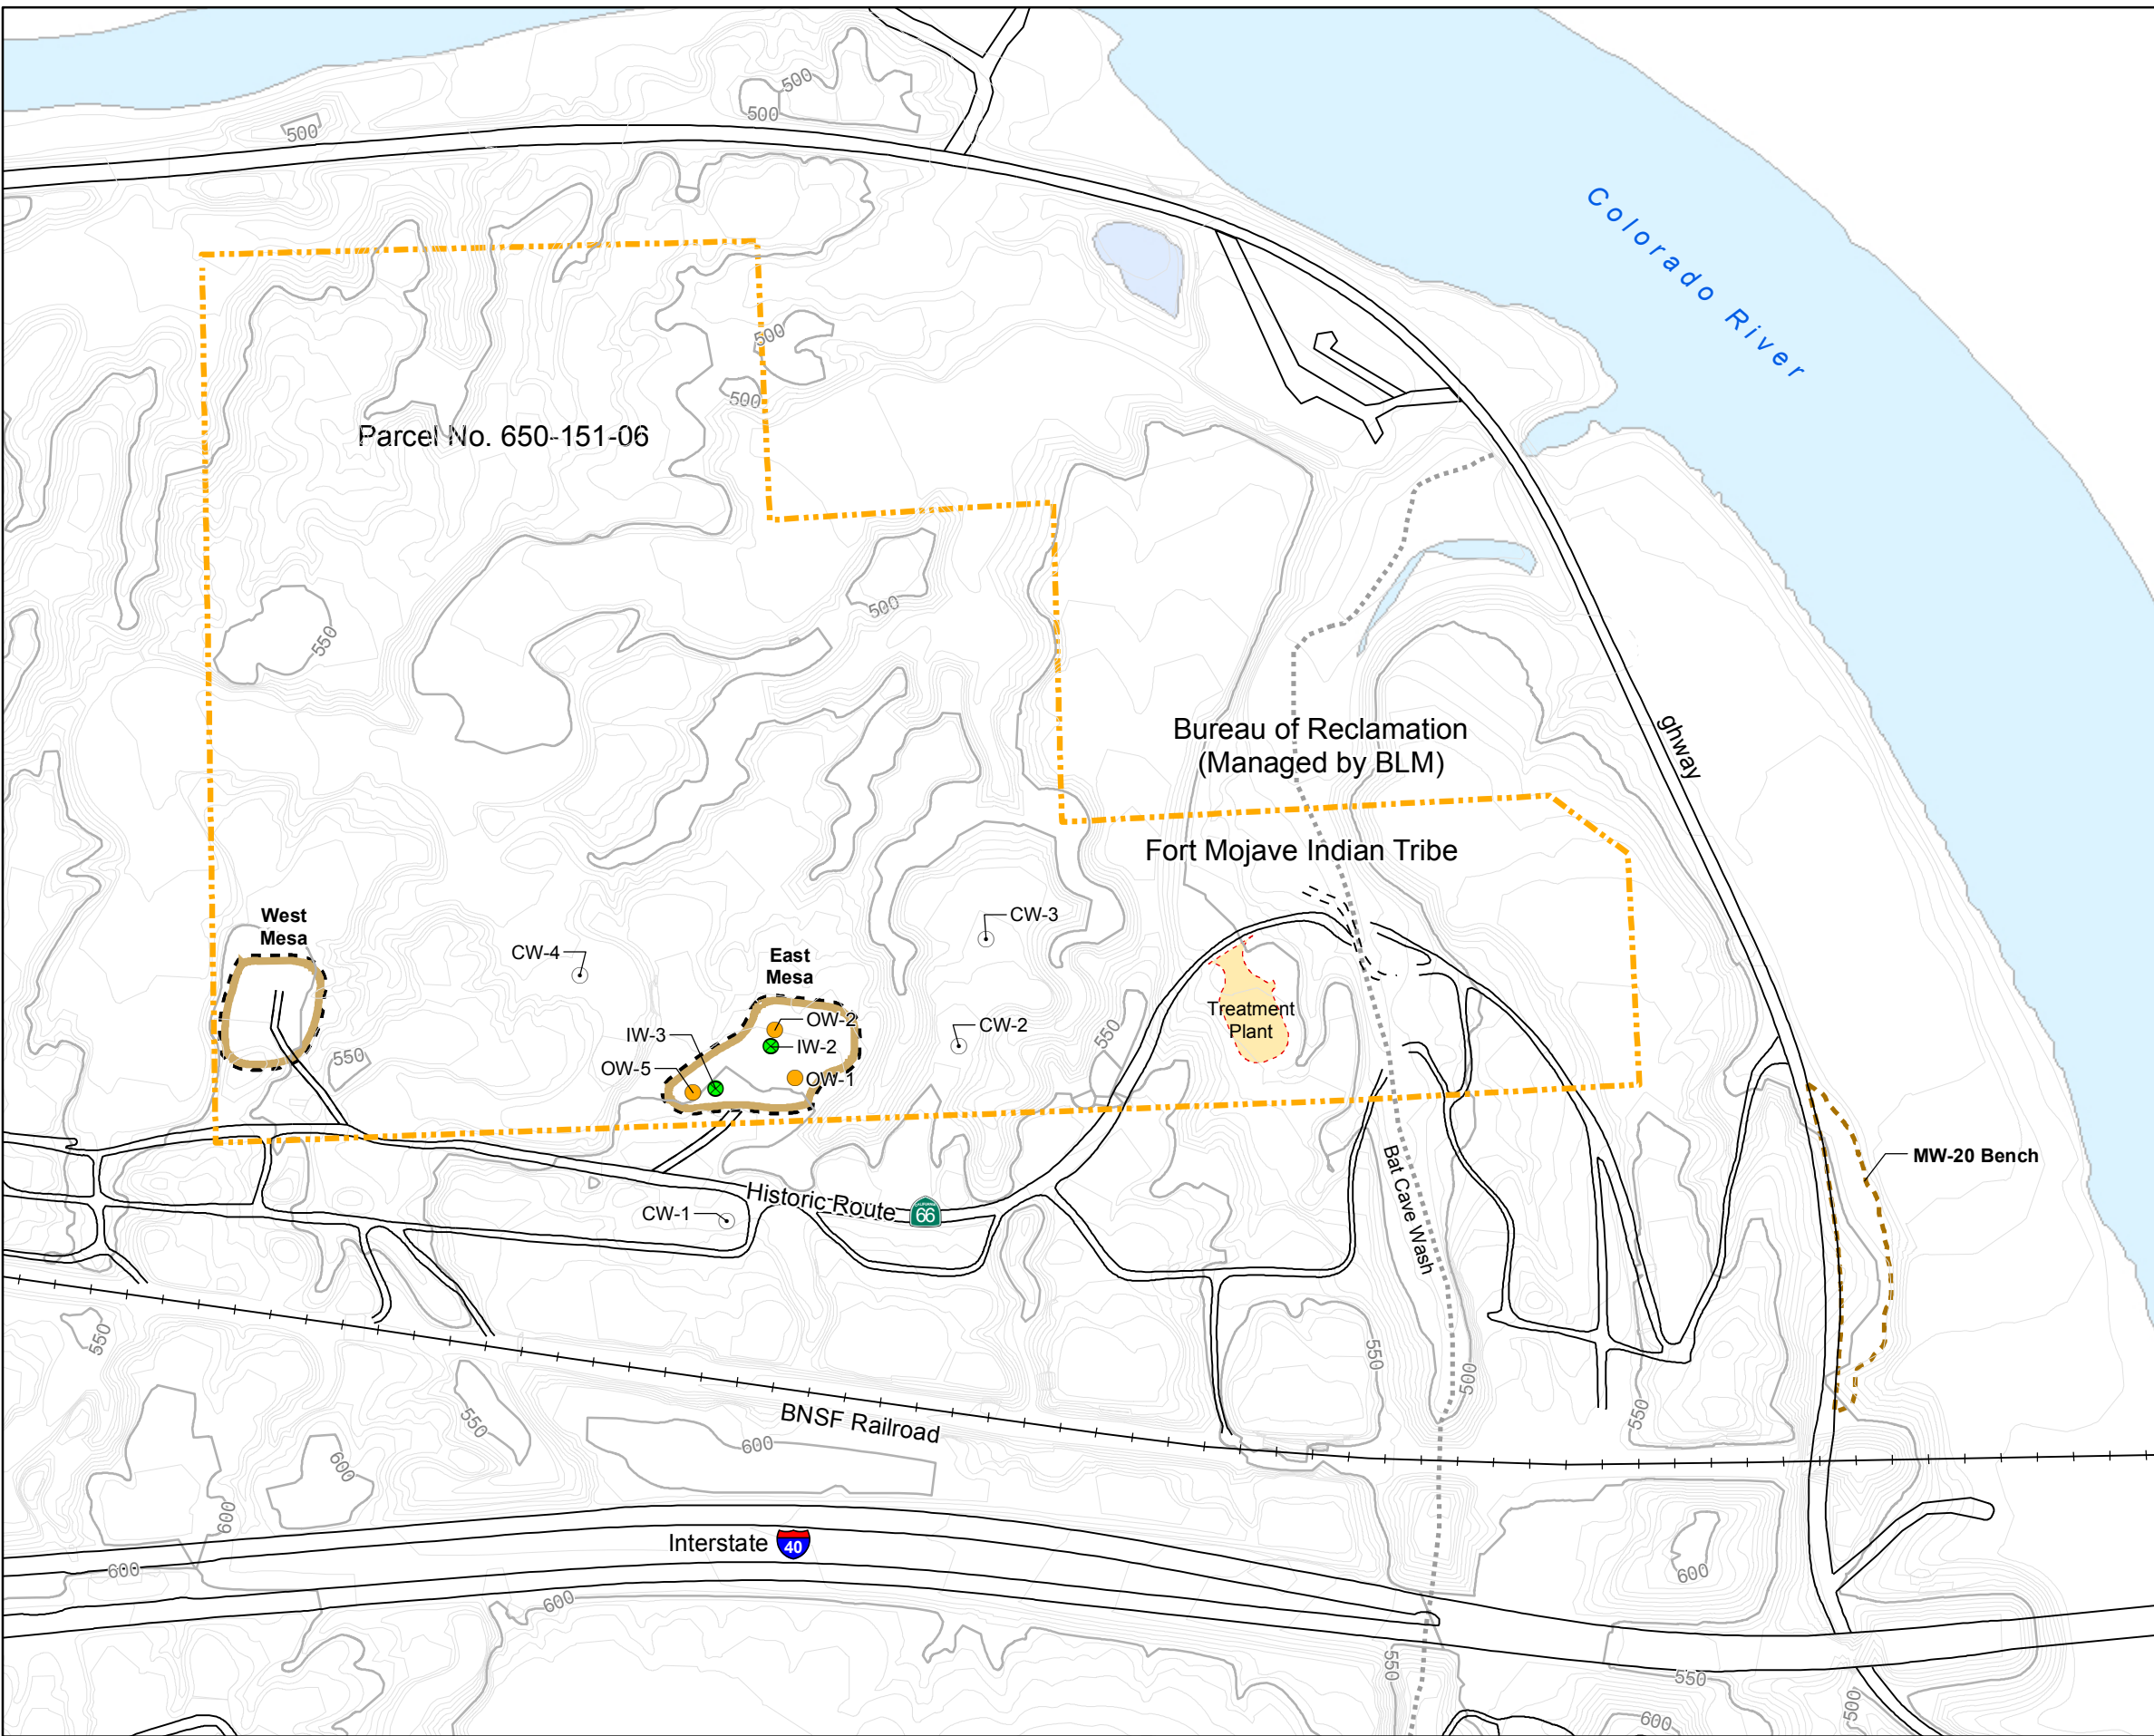 500
500
500
Colorado River
500
500
Parcel No. 650-151-06
500
550
Bureau of Reclamation
(Managed by BLM)
ghway
Fort Mojave Indian Tribe
West
Mesa
CW-3
CW-4
East
Mesa
OW-2
IW-3
IW-2
CW-2
Treatment
Plant
550
550
OW-5
OW-1
Bat Cave Wash
MW-20 Bench
Historic Route
CALIFORNIA
66
CW-1
550
550
500
550
550
BNSF Railroad
600
600
600
Interstate
40
600
600
600
550
550
500
600